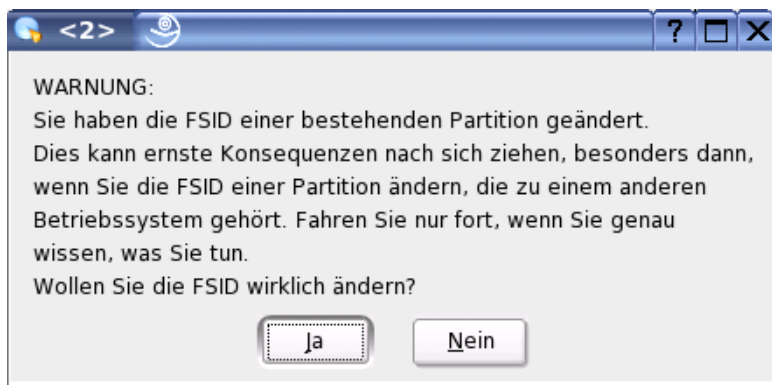 <2>
WARNUNG:
Sie haben die FSID einer bestehenden Partition geändert.
Dies kann ernste Konsequenzen nach sich ziehen, besonders dann,
wenn Sie die FSID einer Partition ändern, die zu einem anderen
Betriebssystem gehört. Fahren Sie nur fort, wenn Sie genau
wissen, was Sie tun.
Wollen Sie die FSID wirklich ändern?
Ja
Nein